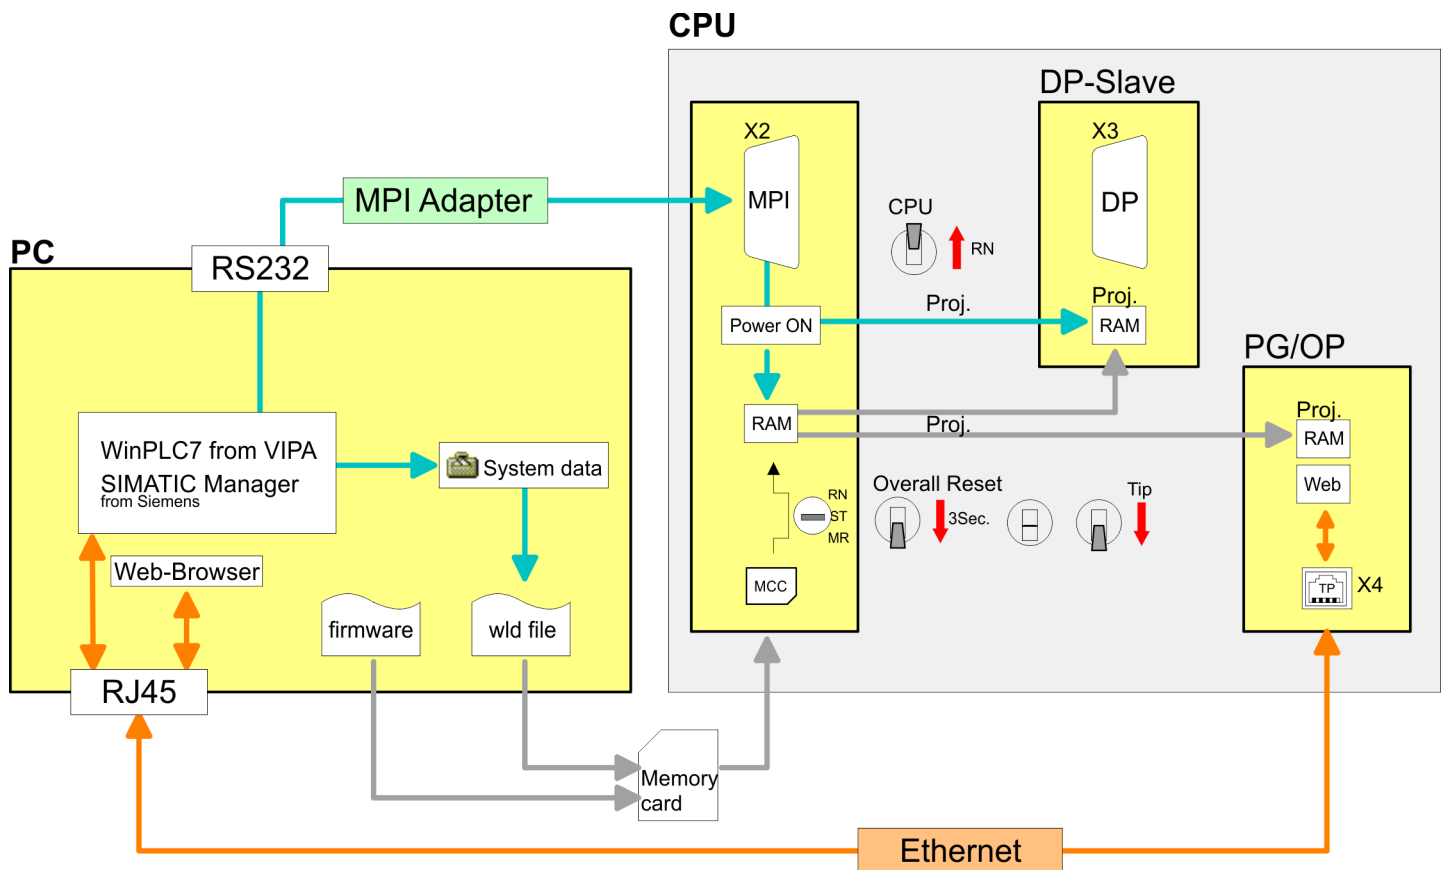 CPU
DP-Slave
X2
X3
MPI Adapter
MPI
DP
CPU
RN
PC
RS232
Proj.
Proj.
Power ON
RAM
PG/OP
RAM
Proj.
Proj.
RAM
WinPLC7 from VIPA
SIMATIC Manager
from Siemens
System data
Web
Overall Reset
Tip
RN
ST
MR
3Sec.
Web-Browser
MCC
TP
X4
firmware
wld file
RJ45
Memory
card
Ethernet